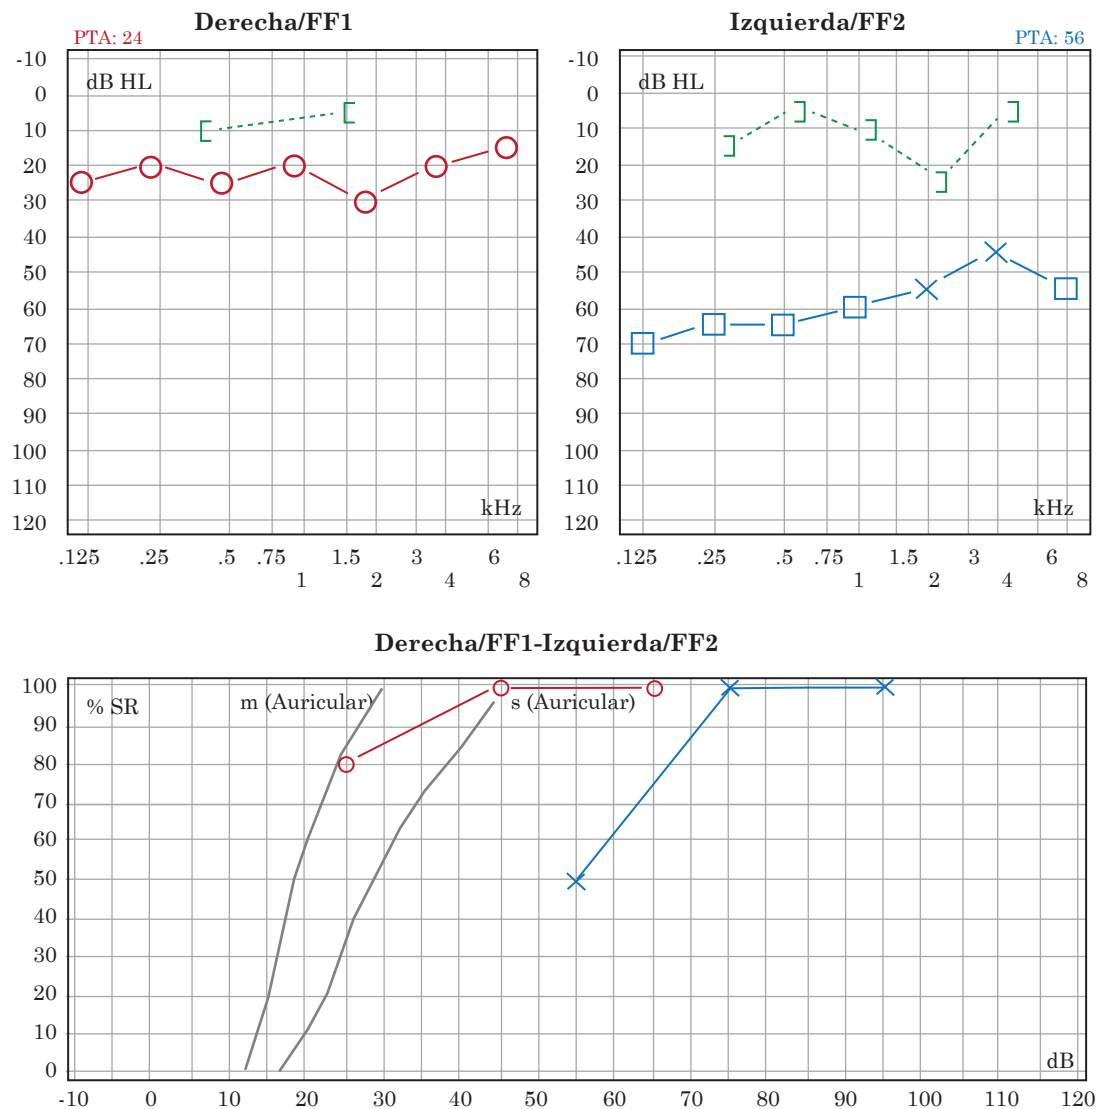 Derecha/FF1
PTA: 24
dB HL
-10
0
10
20
30
40
50
60
70
80
90
100
110
120
kHz
.125 .25 .5 .75 1.5 3 6
1 2 4 8
Izquierda/FF2
PTA: 56
dB HL
-10
0
10
20
30
40
50
60
70
80
90
100
110
120
kHz
.125 .25 .5 .75 1.5 3 6
1 2 4 8
Derecha/FF1-Izquierda/FF2
% SR
m (Auricular)
s (Auricular)
100
90
80
70
60
50
40
30
20
10
0
dB
-10 0 10 20 30 40 50 60 70 80 90 100 110 120